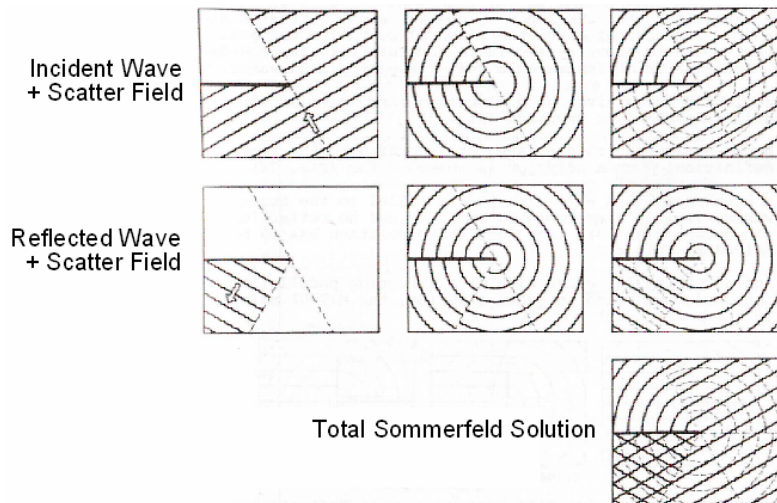 Incident Wave
+ Scatter Field
Reflected Wave
+ Scatter Field
Total Sommerfeld Solution